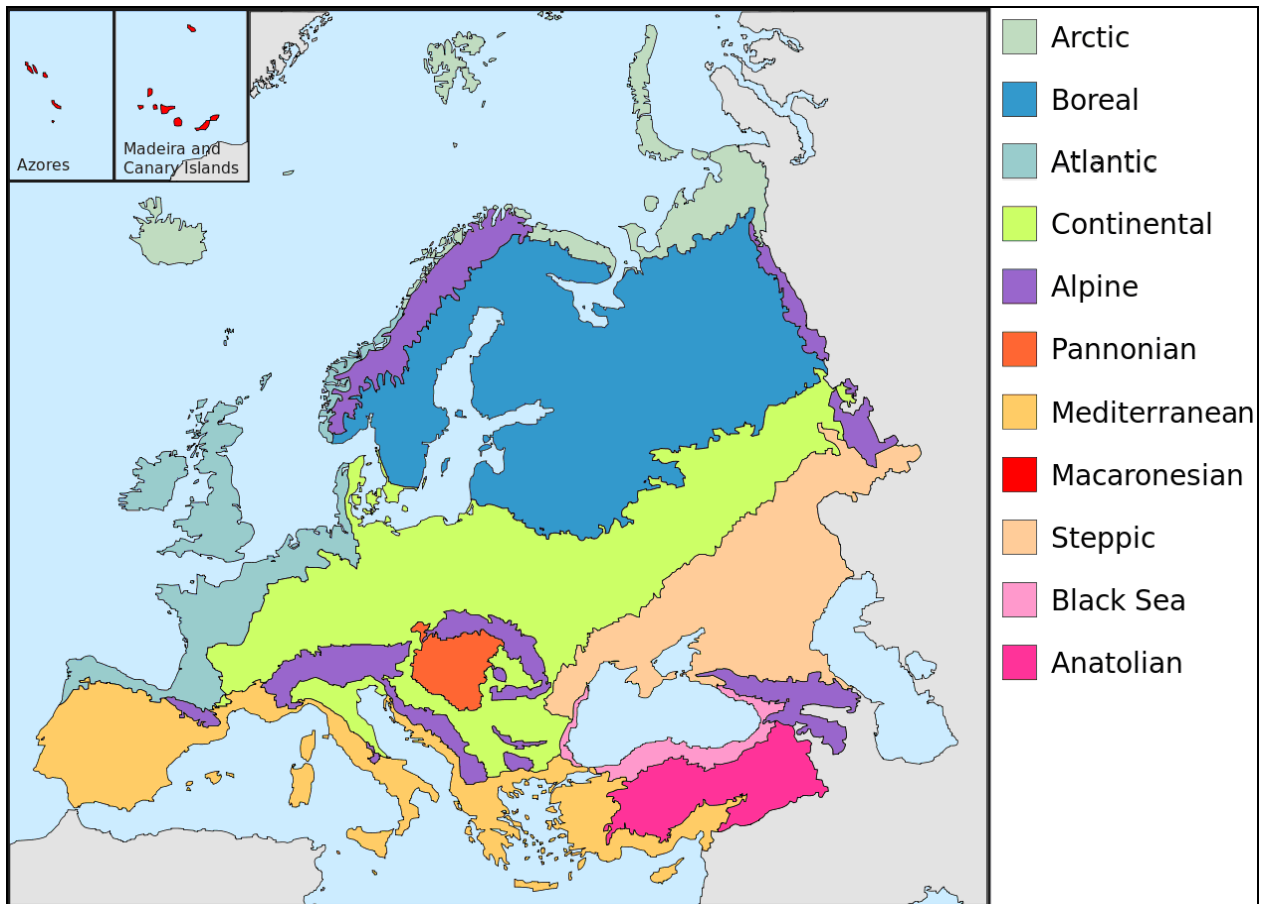 Azores
Madeira and
Canary Islands
Arctic
Boreal
Atlantic
Continental
Alpine
Pannonian
Mediterranean
Macaronesian
Steppic
Black Sea
Anatolian